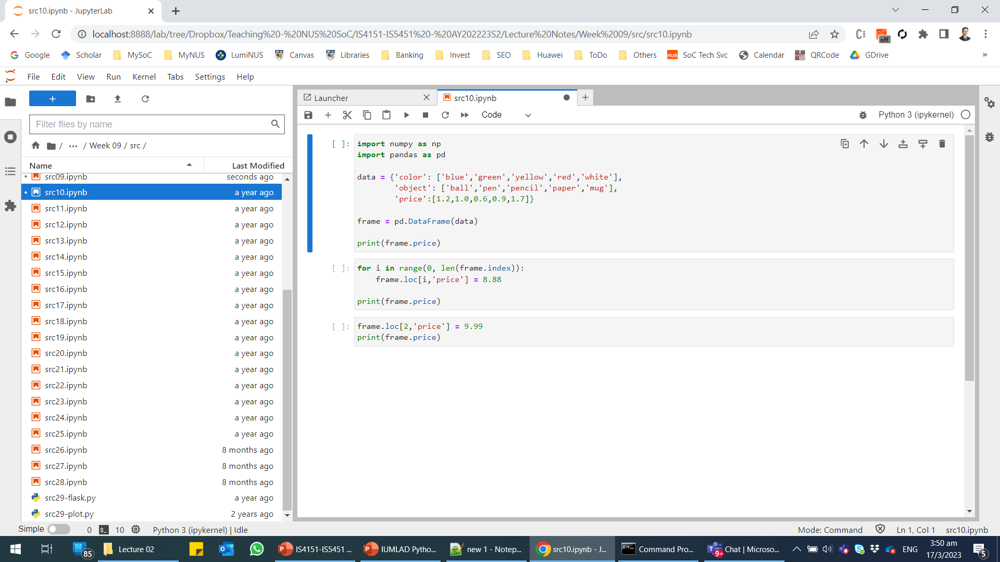 src10.ipynb - JupyterLab
localhost:8888/lab/tree/Dropbox/Teaching%20-%20NUS%20SoC/IS4151-IS5451%20-%20AY202223S2/Lecture%20Notes/Week%2009/src/src10.ipynb
off
Google Scholar MySoC MyNUS LumiNUS Canvas Libraries Banking Invest SEO Huawei ToDo Others NUS SoC Tech Svc Calendar QRCode GDrive »
File Edit View Run Kernel Tabs Settings Help
Launcher src10.ipynb
Code Python 3 (ipykernel)
Filter files by name
/ ··· / Week 09 / src /
Name Last Modified
src09.ipynb seconds ago
src10.ipynb a year ago
src11.ipynb a year ago
src12.ipynb a year ago
src13.ipynb a year ago
src14.ipynb a year ago
src15.ipynb a year ago
src16.ipynb a year ago
src17.ipynb a year ago
src18.ipynb a year ago
src19.ipynb a year ago
src20.ipynb a year ago
src21.ipynb a year ago
src22.ipynb a year ago
src23.ipynb a year ago
src24.ipynb a year ago
src25.ipynb a year ago
src26.ipynb 8 months ago
src27.ipynb 8 months ago
src28.ipynb 8 months ago
src29-flask.py a year ago
src29-plot.py 2 years ago
[ ]: import numpy as np
import pandas as pd
data = {'color': ['blue','green','yellow','red','white'],
'object': ['ball','pen','pencil','paper','mug'],
'price':[1.2,1.0,0.6,0.9,1.7]}
frame = pd.DataFrame(data)
print(frame.price)
[ ]: for i in range(0, len(frame.index)):
frame.loc[i,'price'] = 8.88
print(frame.price)
[ ]: frame.loc[2,'price'] = 9.99
print(frame.price)
Simple 0 $_ 10 Python 3 (ipykernel) | Idle Mode: Command Ln 1, Col 1 src10.ipynb
85 Lecture 02 IS4151-IS5451 ... IUMLAD Pytho... new 1 - Notep... src10.ipynb - J... Command Pro... 9+ Chat | Microso... ENG 3:50 am 5
17/3/2023